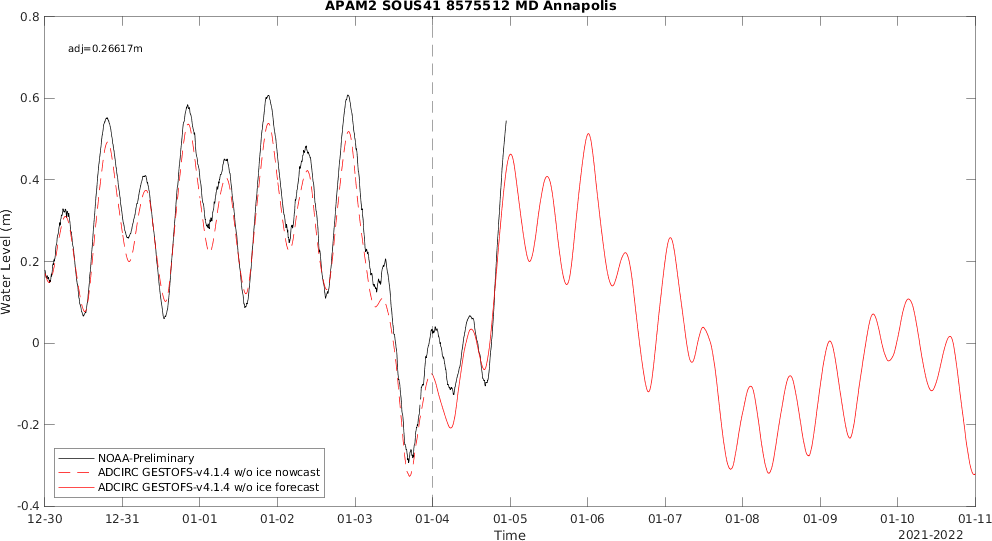 APAM2 SOUS41 8575512 MD Annapolis
0.8
adj=0.26617m
0.6
0.4
0.2
0
-0.2
-0.4
Water Level (m)
NOAA-Preliminary
ADCIRC GESTOFS-v4.1.4 w/o ice nowcast
ADCIRC GESTOFS-v4.1.4 w/o ice forecast
12-30 12-31 01-01 01-02 01-03 01-04 01-05 01-06 01-07 01-08 01-09 01-10 01-11
Time
2021-2022